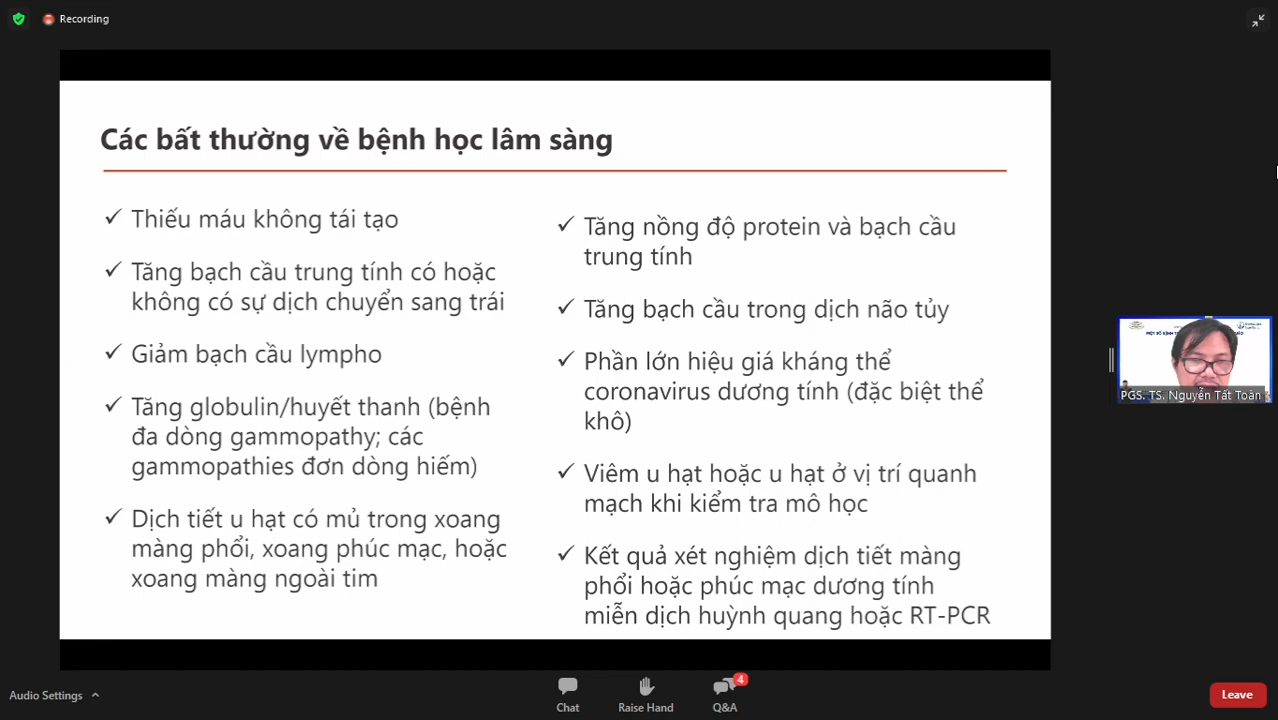 Recording
Các bất thường về bệnh học lâm sàng
✓ Thiếu máu không tái tạo
✓ Tăng bạch cầu trung tính có hoặc
không có sự dịch chuyển sang trái
✓ Giảm bạch cầu lympho
✓ Tăng globulin/huyết thanh (bệnh
đa dòng gammopathy; các
gammopathies đơn dòng hiếm)
✓ Dịch tiết u hạt có mủ trong xoang
màng phổi, xoang phúc mạc, hoặc
xoang màng ngoài tim
✓ Tăng nồng độ protein và bạch cầu
trung tính
✓ Tăng bạch cầu trong dịch não tủy
✓ Phần lớn hiệu giá kháng thể
coronavirus dương tính (đặc biệt thể
khô)
✓ Viêm u hạt hoặc u hạt ở vị trí quanh
mạch khi kiểm tra mô học
✓ Kết quả xét nghiệm dịch tiết màng
phổi hoặc phúc mạc dương tính
miễn dịch huỳnh quang hoặc RT-PCR
PGS. TS. Nguyễn Tất Toàn
Audio Settings
Chat
Raise Hand
4
Q&A
Leave